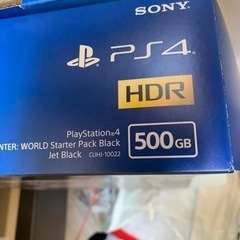 SONY
PS4
HDR
PlayStation®4
NTER: WORLD Starter Pack Black
Jet Black CUHJ-10022
500GB